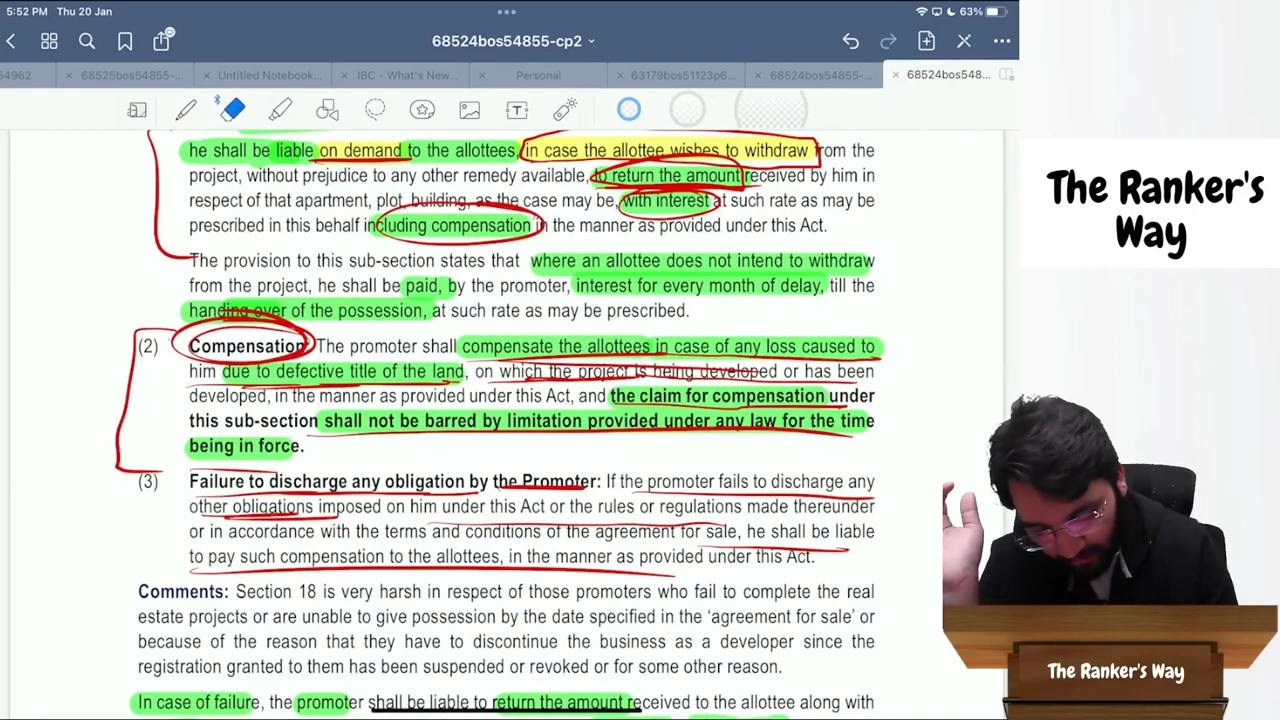 5:52 PM Thu 20 Jan
63%
68524bos54855-cp2
54962
68525bos54855-...
Untitled Notebook...
IBC - What's New...
Personal
63179bos51123p6...
68524bos54855-...
68524bos548...
he shall be liable on demand to the allottees, in case the allottee wishes to withdraw from the
project, without prejudice to any other remedy available, to return the amount received by him in
respect of that apartment, plot, building, as the case may be, with interest at such rate as may be
prescribed in this behalf including compensation in the manner as provided under this Act.
The provision to this sub-section states that where an allottee does not intend to withdraw
from the project, he shall be paid, by the promoter, interest for every month of delay, till the
handing over of the possession, at such rate as may be prescribed.
(2) Compensation: The promoter shall compensate the allottees in case of any loss caused to
him due to defective title of the land, on which the project is being developed or has been
developed, in the manner as provided under this Act, and the claim for compensation under
this sub-section shall not be barred by limitation provided under any law for the time
being in force.
(3) Failure to discharge any obligation by the Promoter: If the promoter fails to discharge any
other obligations imposed on him under this Act or the rules or regulations made thereunder
or in accordance with the terms and conditions of the agreement for sale, he shall be liable
to pay such compensation to the allottees, in the manner as provided under this Act.
Comments: Section 18 is very harsh in respect of those promoters who fail to complete the real
estate projects or are unable to give possession by the date specified in the 'agreement for sale' or
because of the reason that they have to discontinue the business as a developer since the
registration granted to them has been suspended or revoked or for some other reason.
In case of failure, the promoter shall be liable to return the amount received to the allottee along with
The Ranker's
Way
The Ranker's Way